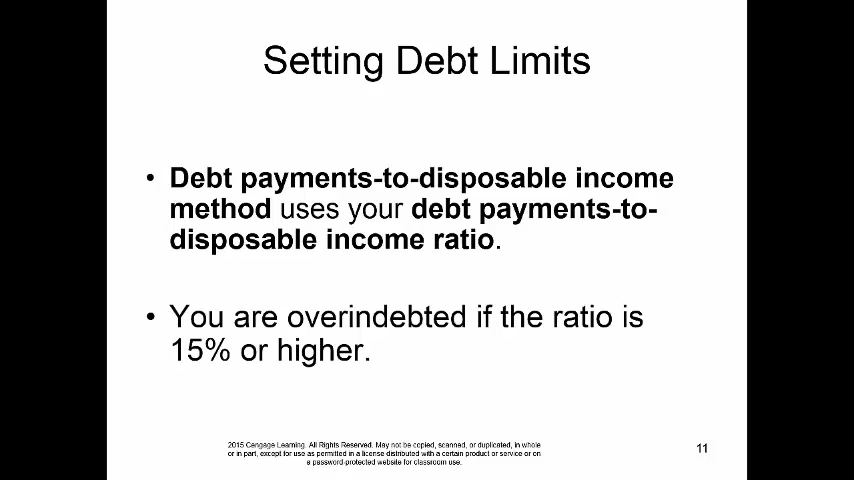 Setting Debt Limits
• Debt payments-to-disposable income
method uses your debt payments-to-
disposable income ratio.
• You are overindebted if the ratio is
15% or higher.
2015 Cengage Learning. All Rights Reserved. May not be copied, scanned, or duplicated, in whole
or in part, except for use as permitted in a license distributed with a certain product or service or on
e password-protected website for classroom use.
11